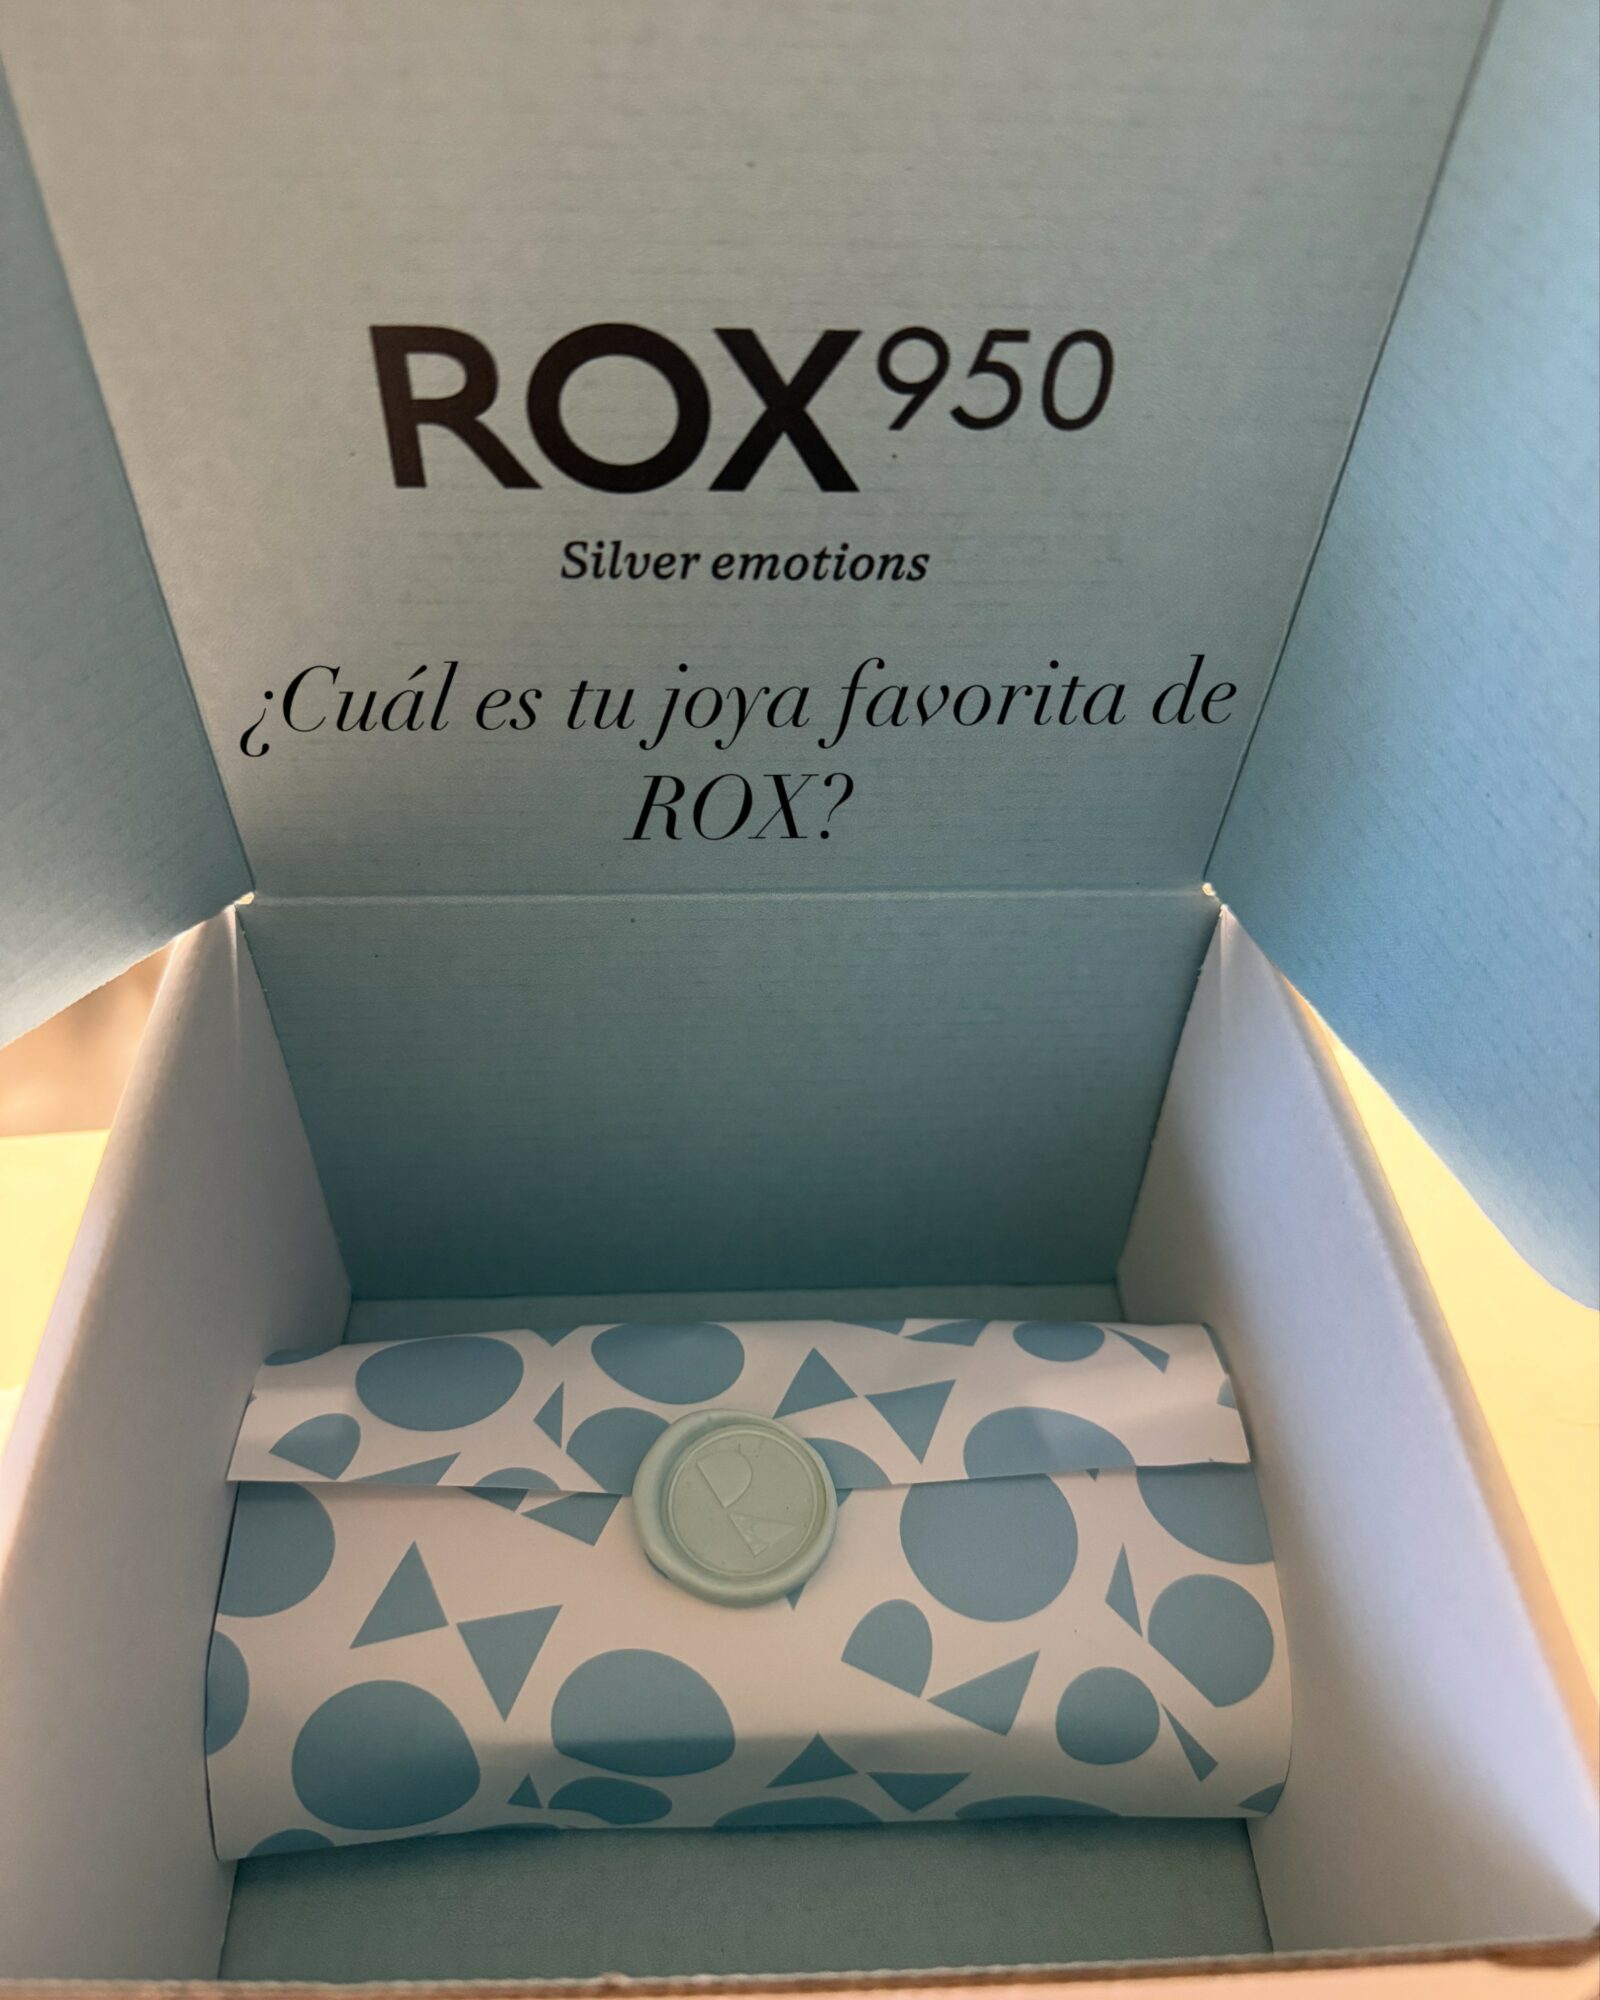 ROX950
Silver emotions
¿Cuál es tu joya favorita de
ROX?
R